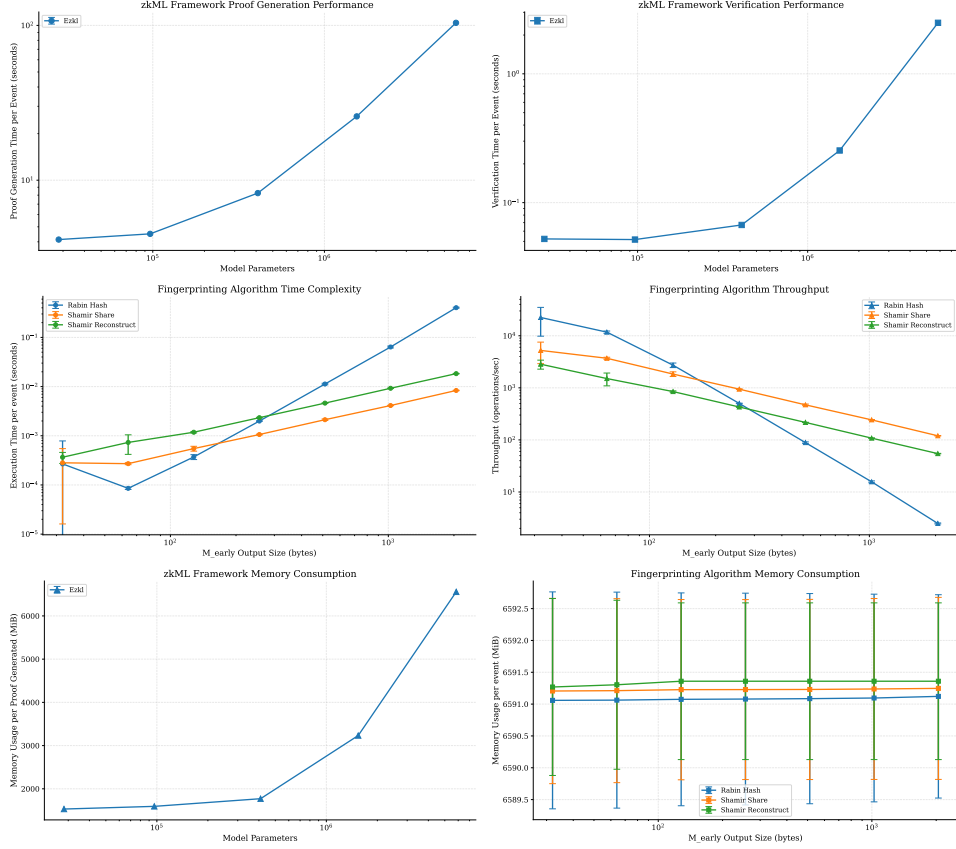 zkML Framework Proof Generation Performance
Ezkl
10²
10¹
Proof Generation Time per Event (seconds)
10⁵
10⁶
Model Parameters
zkML Framework Verification Performance
Ezkl
10⁰
10⁻¹
Verification Time per Event (seconds)
10⁵
10⁶
Model Parameters
Fingerprinting Algorithm Time Complexity
Rabin Hash
Shamir Share
Shamir Reconstruct
10⁻¹
10⁻²
10⁻³
10⁻⁴
10⁻⁵
Execution Time per event (seconds)
10²
10³
M_early Output Size (bytes)
Fingerprinting Algorithm Throughput
Rabin Hash
Shamir Share
Shamir Reconstruct
10⁴
10³
10²
10¹
Throughput (operations/sec)
10²
10³
M_early Output Size (bytes)
zkML Framework Memory Consumption
Ezkl
6000
5000
4000
3000
2000
Memory Usage per Proof Generated (MiB)
10⁵
10⁶
Model Parameters
Fingerprinting Algorithm Memory Consumption
6592.5
6592.0
6591.5
6591.0
6590.5
6590.0
6589.5
Memory Usage per event (MiB)
Rabin Hash
Shamir Share
Shamir Reconstruct
10²
10³
M_early Output Size (bytes)